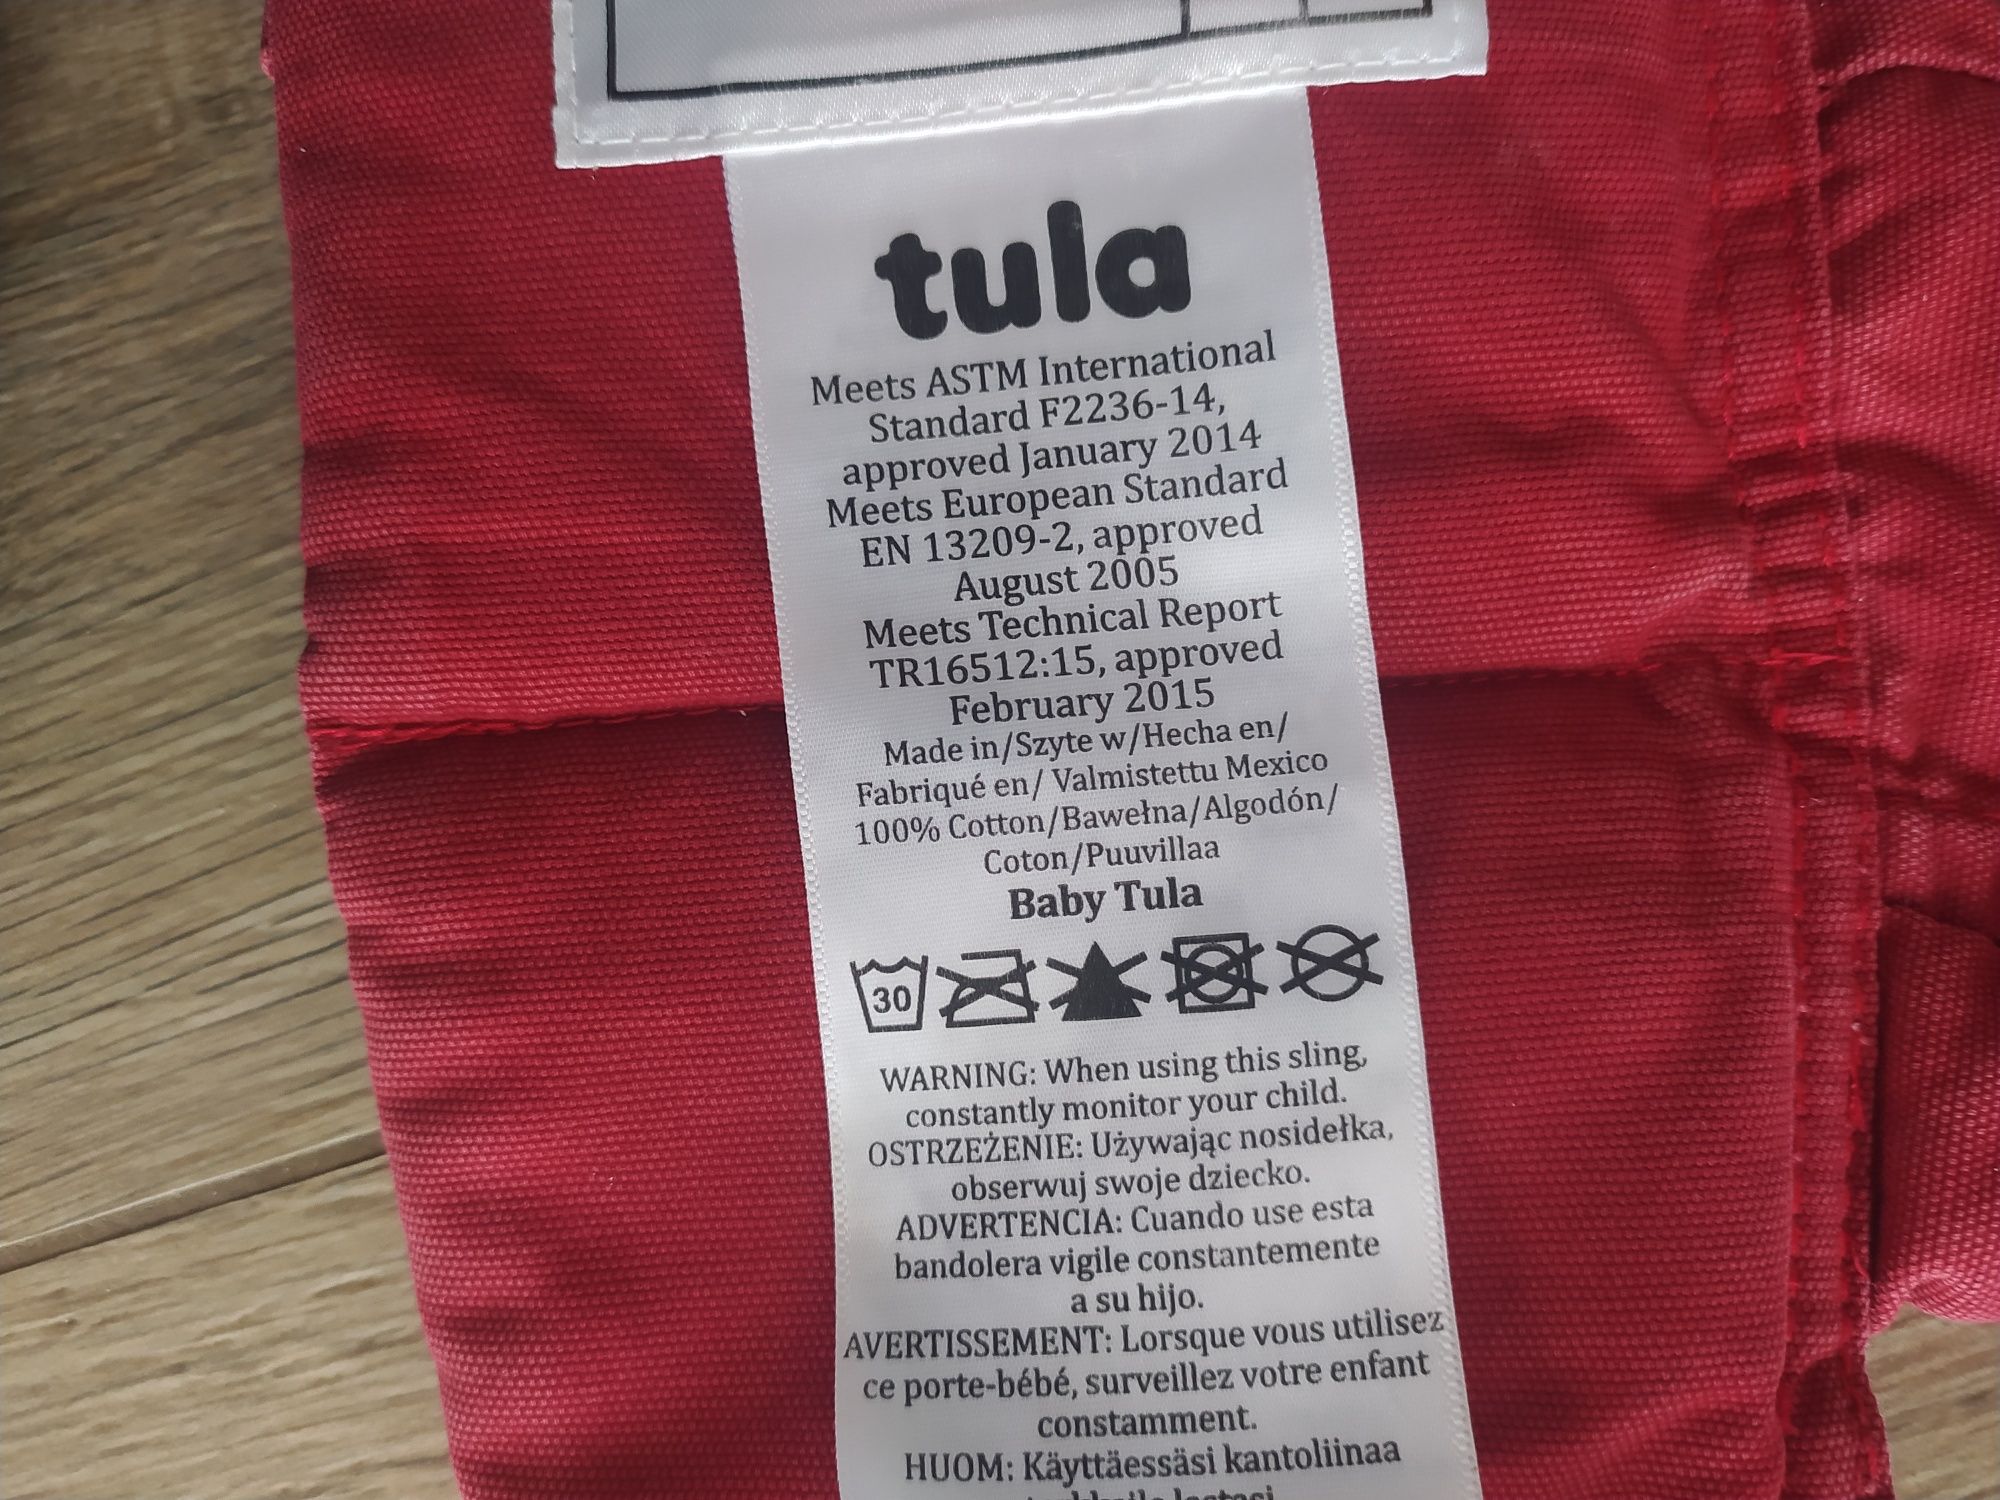 tula
Meets ASTM International
Standard F2236-14,
approved January 2014
Meets European Standard
EN 13209-2, approved
August 2005
Meets Technical Report
TR16512:15, approved
February 2015
Made in/Szyte w/Hecha en/
Fabriqué en/ Valmistettu Mexico
100% Cotton/Bawełna/Algodón/
Coton/Puuvillaa
Baby Tula
30
WARNING: When using this sling,
constantly monitor your child.
OSTRZEŻENIE: Używając nosidełka,
obserwuj swoje dziecko.
ADVERTENCIA: Cuando use esta
bandolera vigile constantemente
a su hijo.
AVERTISSEMENT: Lorsque vous utilisez
ce porte-bébé, surveillez votre enfant
constamment.
HUOM: Käyttäessäsi kantoliinaa